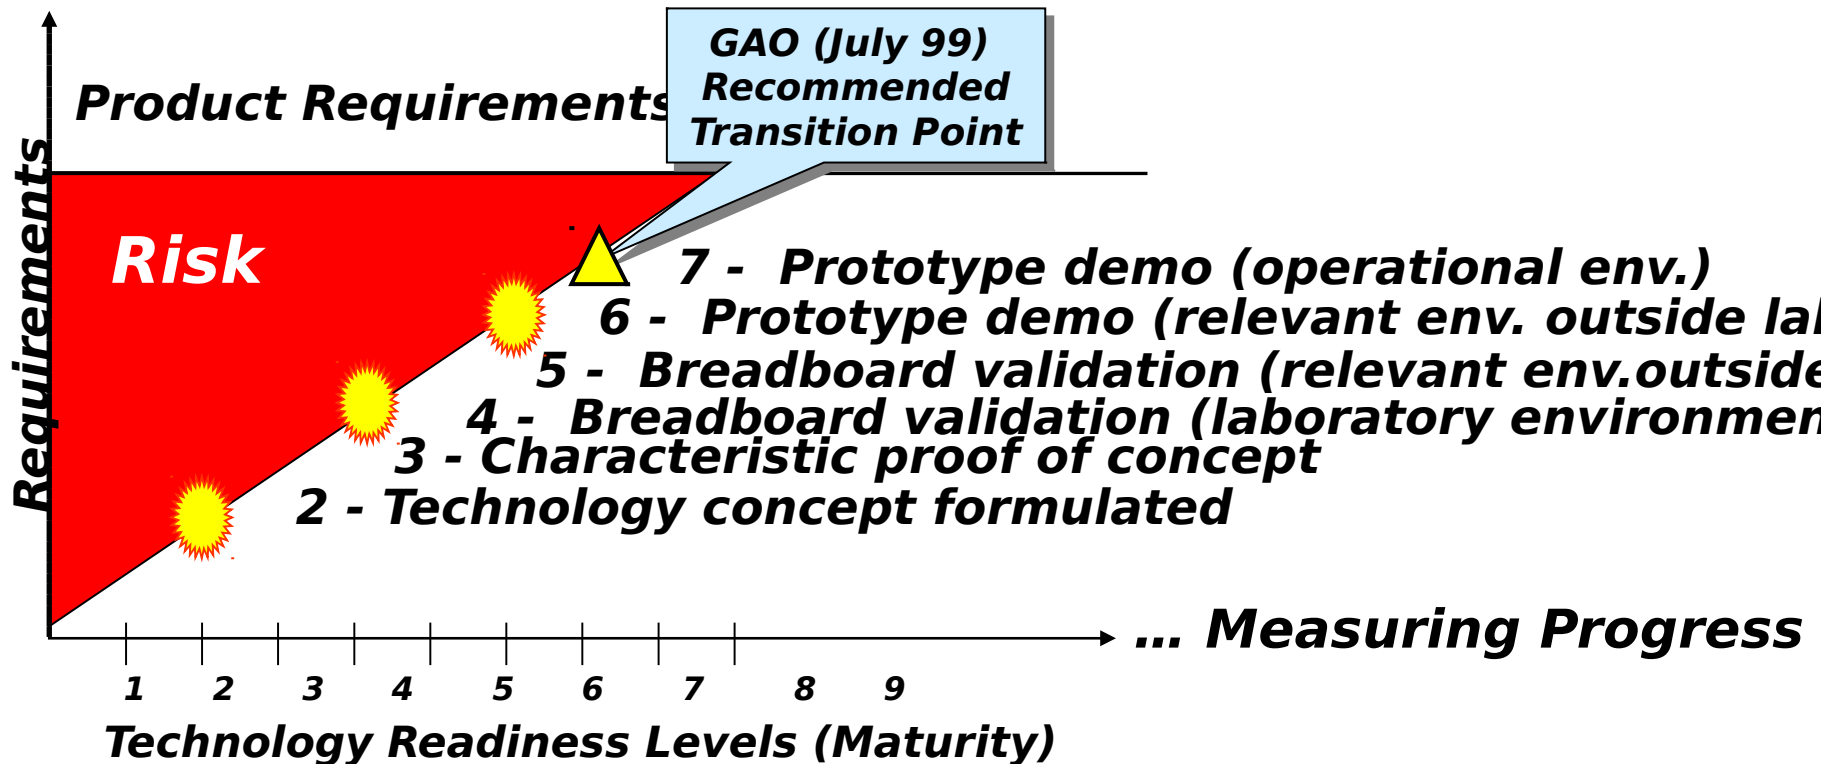 GAO (July 99)
Recommended
Transition Point
Product Requirements
Requirements
Risk
7 - Prototype demo (operational env.)
6 - Prototype demo (relevant env. outside
5 - Breadboard validation (relevant env.outside
4 - Breadboard validation (laboratory
3 - Characteristic proof of concept
2 - Technology concept formulated
... Measuring Progress
1 2 3 4 5 6 7 8 9
Technology Readiness Levels (Maturity)